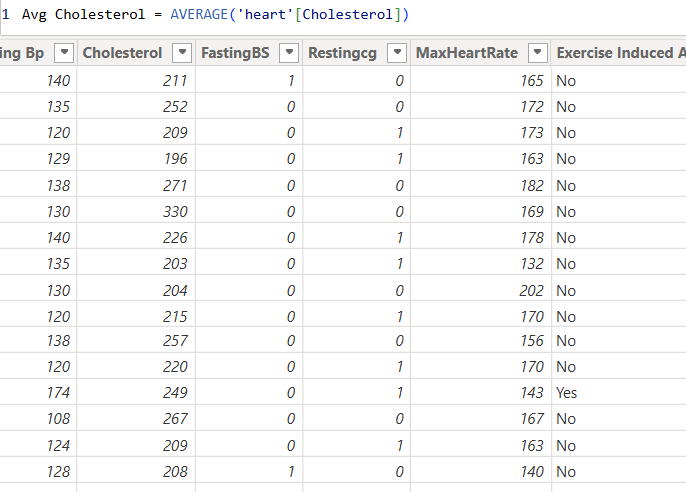 1 Avg Cholesterol = AVERAGE('heart'[Cholesterol])
ing Bp Cholesterol FastingBS Restingcg MaxHeartRate Exercise Induced A
140 211 1 0 165 No
135 252 0 0 172 No
120 209 0 1 173 No
129 196 0 1 163 No
138 271 0 0 182 No
130 330 0 0 169 No
140 226 0 1 178 No
135 203 0 1 132 No
130 204 0 0 202 No
120 215 0 1 170 No
138 257 0 0 156 No
120 220 0 1 170 No
174 249 0 1 143 Yes
108 267 0 0 167 No
124 209 0 1 163 No
128 208 1 0 140 No